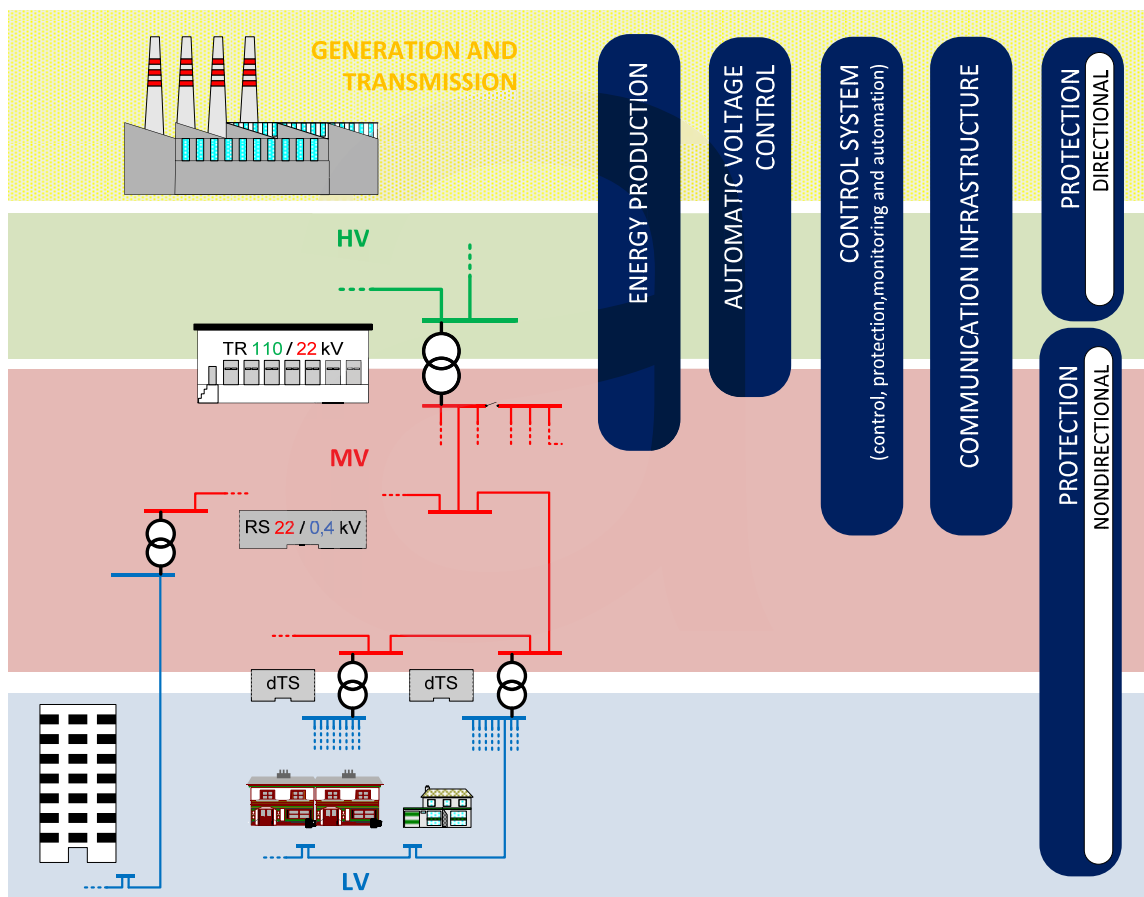 GENERATION AND
TRANSMISSION
HV
TR 110 / 22 kV
MV
RS 22 / 0,4 kV
dTS
dTS
LV
ENERGY PRODUCTION
AUTOMATIC VOLTAGE
CONTROL
CONTROL SYSTEM
(control, protection,monitoring and automation)
COMMUNICATION INFRASTRUCTURE
PROTECTION
DIRECTIONAL
PROTECTION
NONDIRECTIONAL